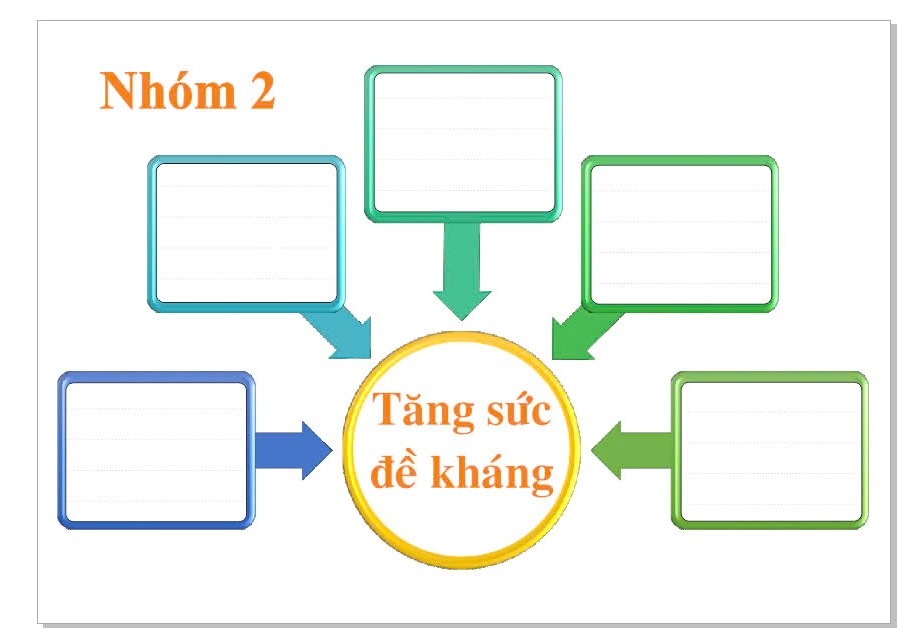 Nhóm 2
Tăng sức
đề kháng